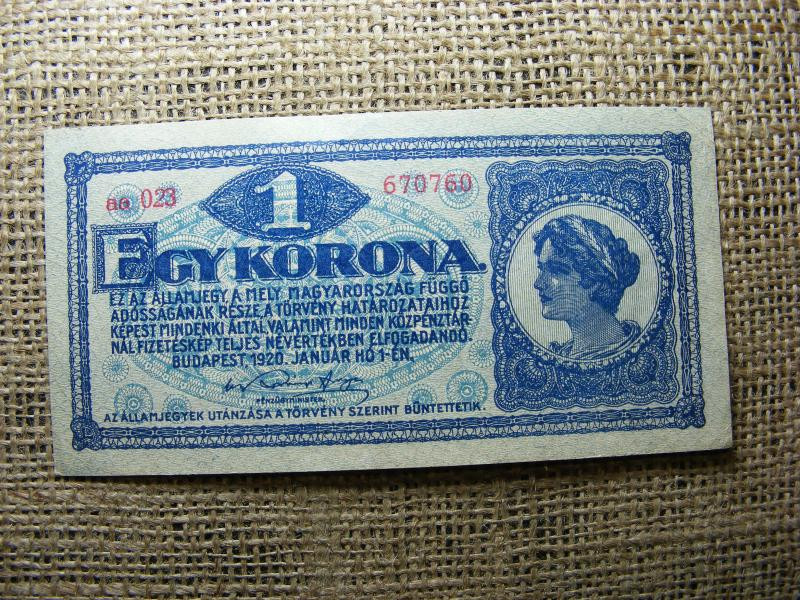 aa 023
1
670760
EGY KORONA.
EZ AZ ÁLLAMJEGY, A MELY MAGYARORSZÁG FÜGGŐ
ADÓSSÁGÁNAK RÉSZE, A TÖRVÉNY HATÁROZATAIHOZ
KÉPEST MINDENKI ÁLTAL, VALAMINT MINDEN KÖZPÉNZTÁR-
NÁL FIZETÉSKÉP TELJES NÉVÉRTÉKBEN ELFOGADANDÓ.
BUDAPEST 1920. JANUÁR HÓ 1-ÉN.
PÉNZÜGYMINISZTER.
AZ ÁLLAMJEGYEK UTÁNZÁSA A TÖRVÉNY SZERINT BÜNTETTETIK.